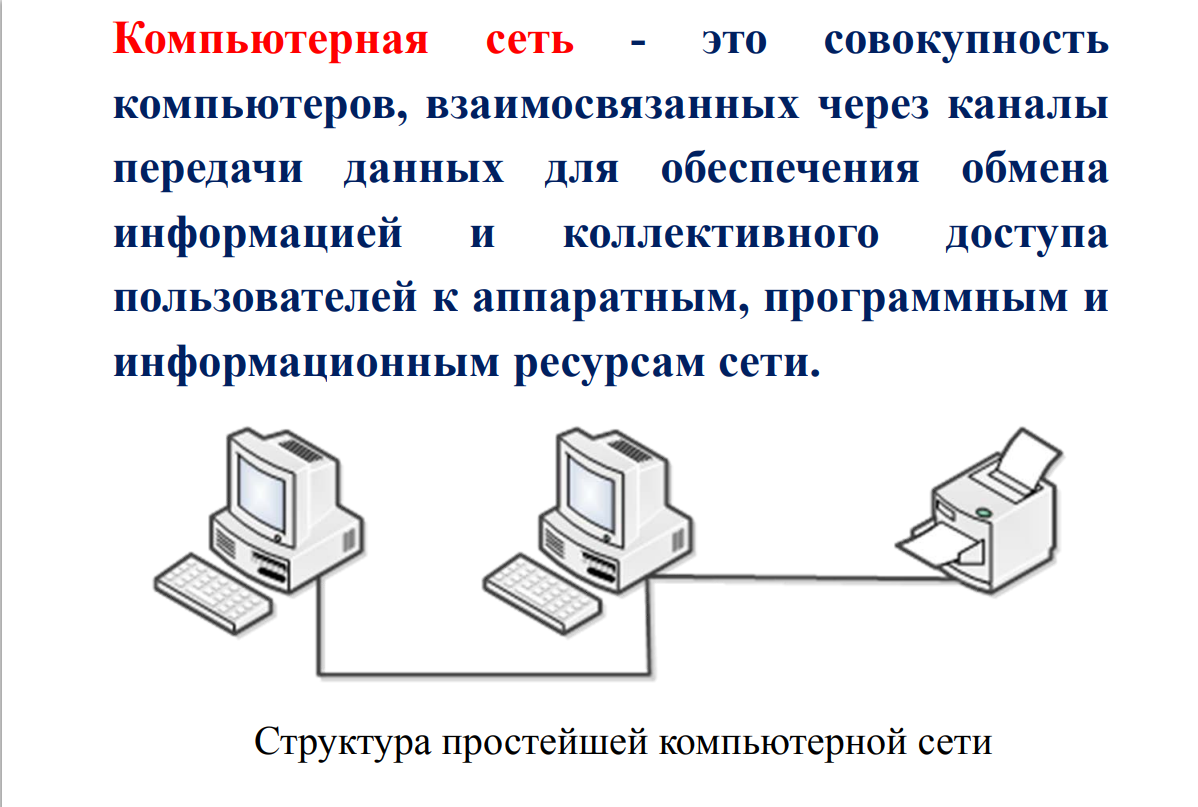 Компьютерная сеть - это совокупность
компьютеров, взаимосвязанных через каналы
передачи данных для обеспечения обмена
информацией и коллективного доступа
пользователей к аппаратным, программным и
информационным ресурсам сети.
Структура простейшей компьютерной сети